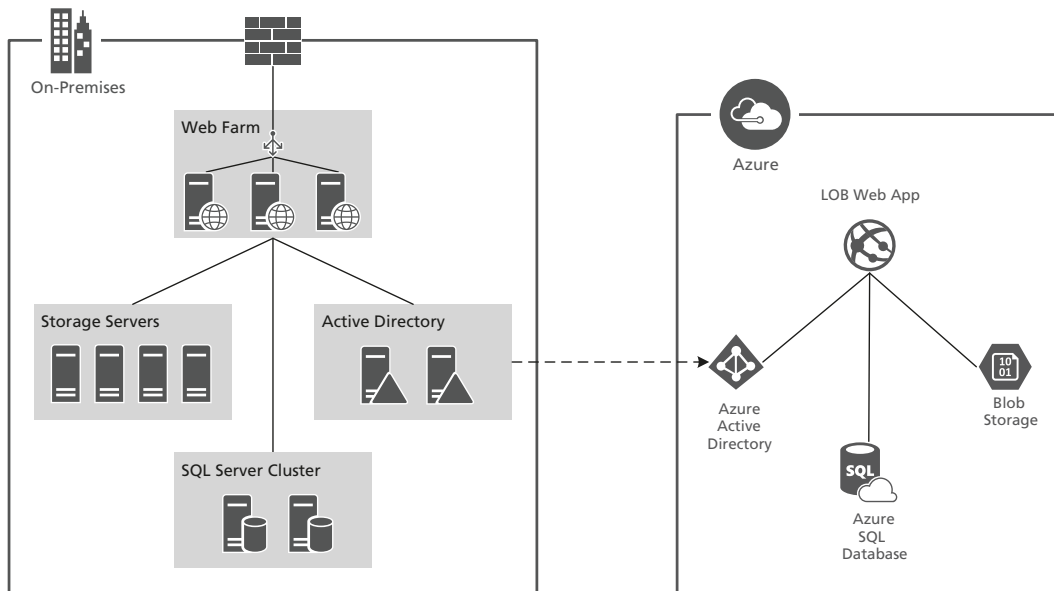 On-Premises
Web Farm
Storage Servers
Active Directory
SQL Server Cluster
Azure
LOB Web App
Azure
Active
Directory
10
01
Blob
Storage
SQL
Azure
SQL
Database